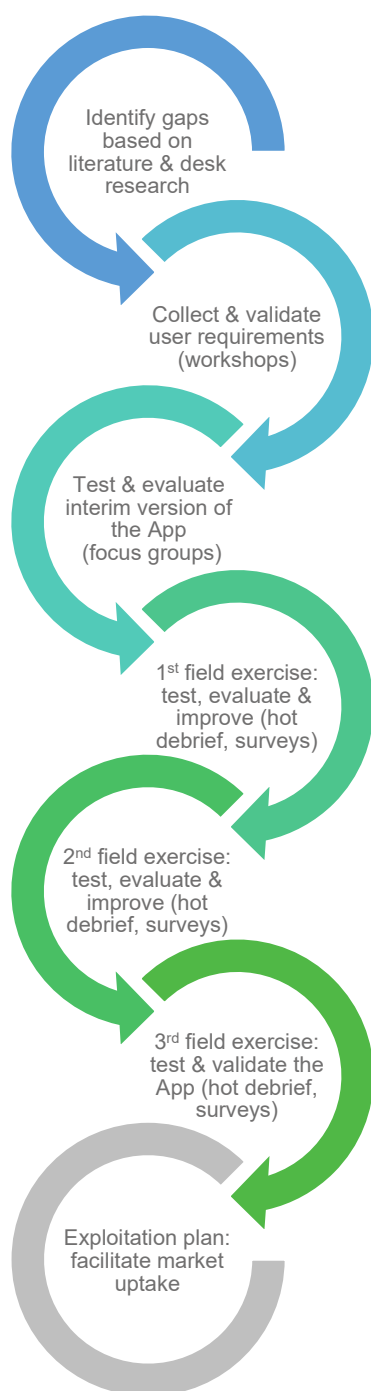 Identify gaps
based on
literature & desk
research
Collect & validate
user requirements
(workshops)
Test & evaluate
interim version of
the App
(focus groups)
1st field exercise:
test, evaluate &
improve (hot
debrief, surveys)
2nd field exercise:
test, evaluate &
improve (hot
debrief, surveys)
3rd field exercise:
test & validate the
App (hot debrief,
surveys)
Exploitation plan:
facilitate market
uptake